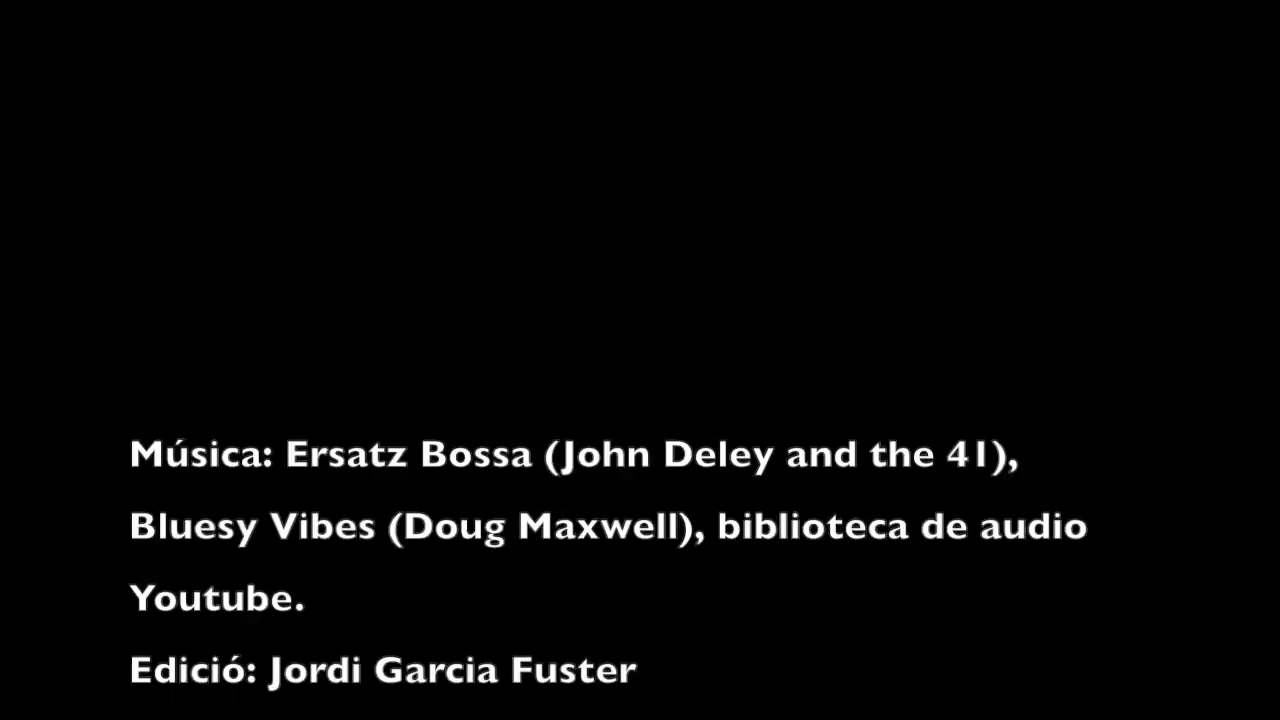 Música: Ersatz Bossa (John Deley and the 41),
Bluesy Vibes (Doug Maxwell), biblioteca de audio
Youtube.
Edició: Jordi Garcia Fuster